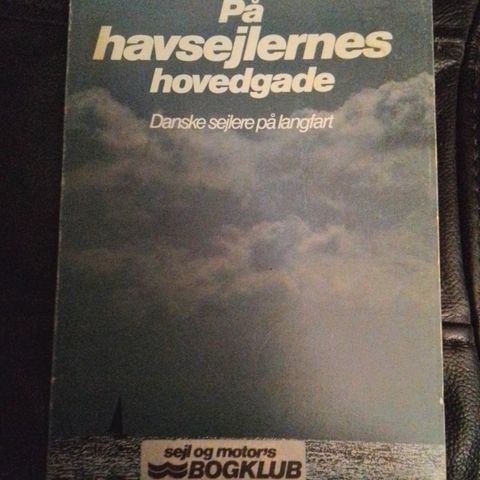 På
havsejlernes
hovedgade
Danske sejlere på langfart
sejl og motor's
BOGKLUB